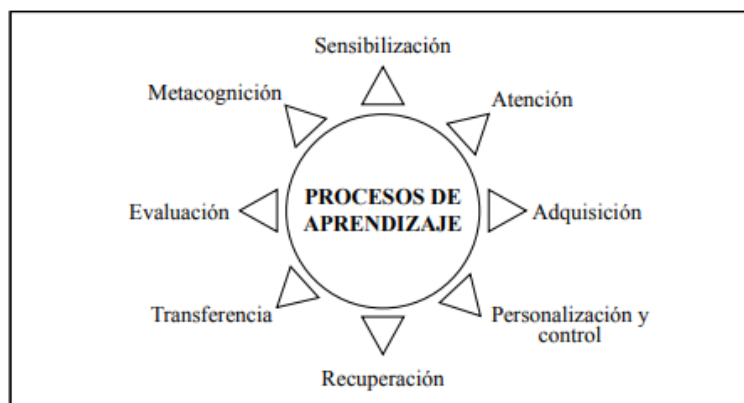 Sensibilización
Metacognición
Atención
PROCESOS DE
APRENDIZAJE
Evaluación
Adquisición
Transferencia
Personalización y
control
Recuperación